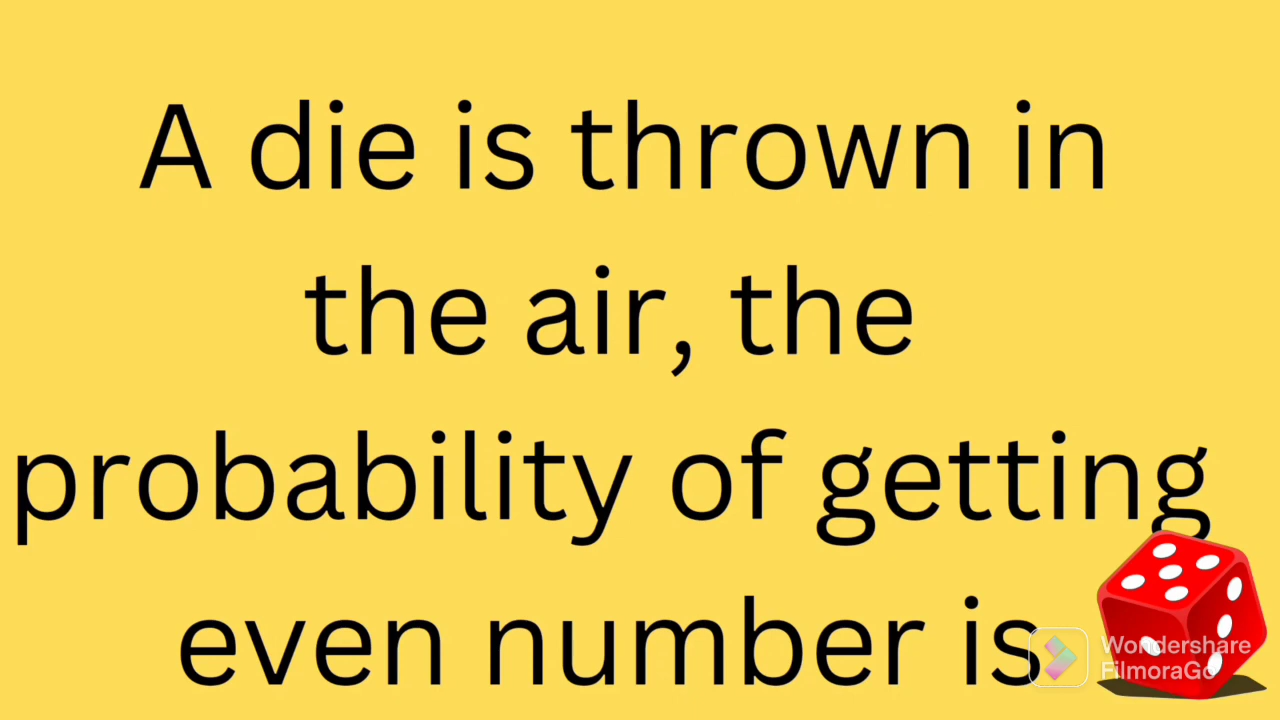 A die is thrown in
the air, the
probability of getting
even number is
Wondershare
FilmoraGo